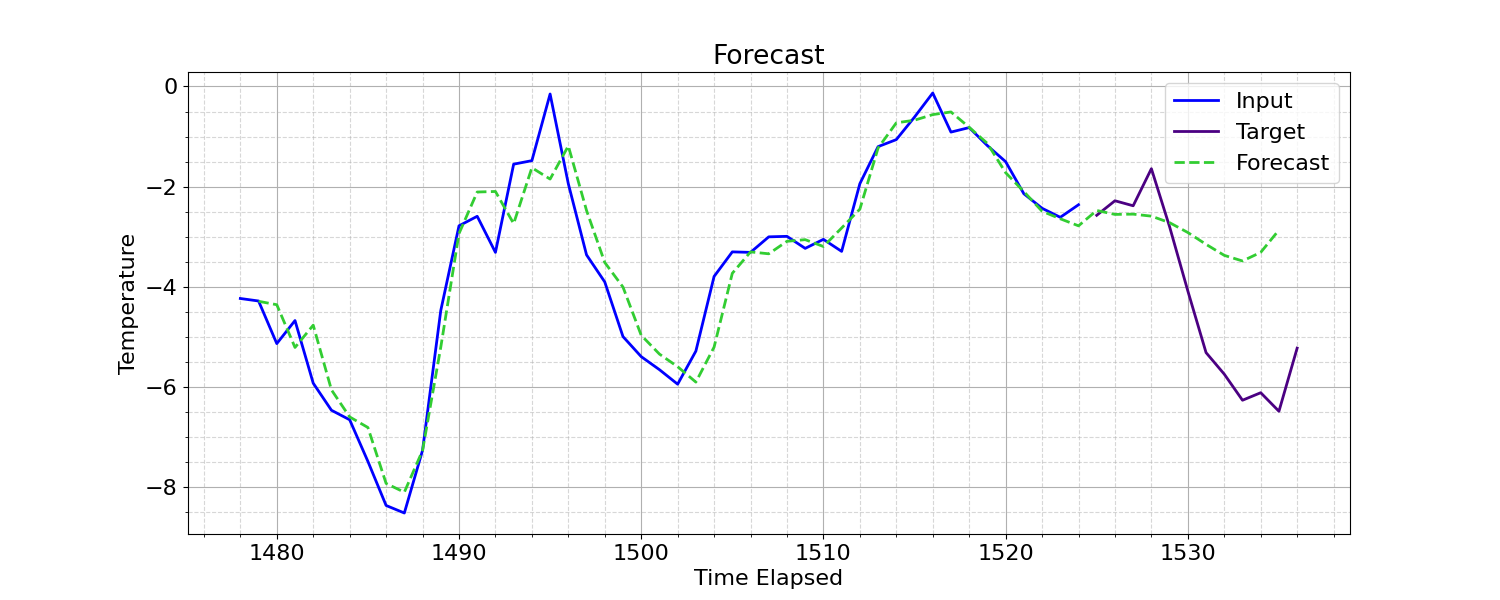 Forecast
Input
Target
Forecast
Temperature
0
−2
−4
−6
−8
1480 1490 1500 1510 1520 1530
Time Elapsed